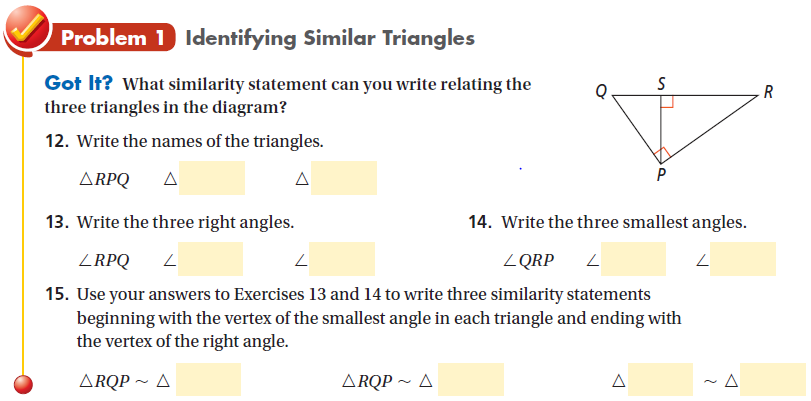 Problem 1 Identifying Similar Triangles
Got It? What similarity statement can you write relating the
three triangles in the diagram?
Q S R
P
12. Write the names of the triangles.
△RPQ △ △
13. Write the three right angles.
∠RPQ ∠ ∠
14. Write the three smallest angles.
∠QRP ∠ ∠
15. Use your answers to Exercises 13 and 14 to write three similarity statements
beginning with the vertex of the smallest angle in each triangle and ending with
the vertex of the right angle.
△RQP ~ △ △RQP ~ △ △ ~ △